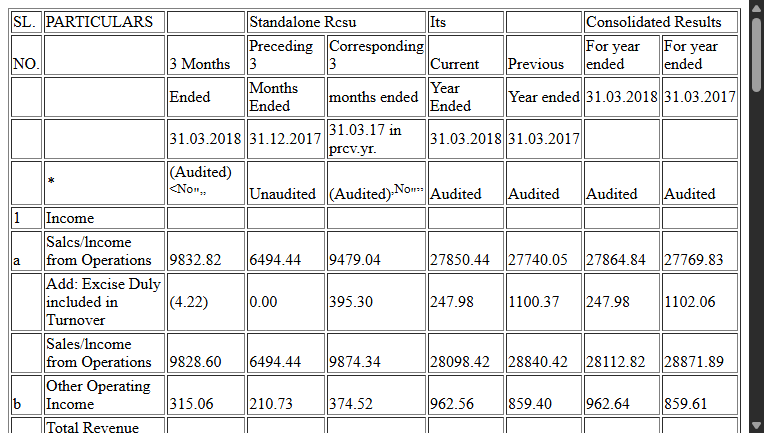 SL. PARTICULARS Standalone Rcsu Its Consolidated Results
NO. 3 Months Preceding 3 Corresponding 3 Current Previous For year ended For year ended
Ended Months Ended months ended Year Ended Year ended 31.03.2018 31.03.2017
31.03.2018 31.12.2017 31.03.17 in prcv.yr. 31.03.2018 31.03.2017
* (Audited) <No",, Unaudited (Audited),No"'' Audited Audited Audited Audited
1 Income
a Salcs/lncome from Operations 9832.82 6494.44 9479.04 27850.44 27740.05 27864.84 27769.83
Add: Excise Duly included in Turnover (4.22) 0.00 395.30 247.98 1100.37 247.98 1102.06
Sales/lncome from Operations 9828.60 6494.44 9874.34 28098.42 28840.42 28112.82 28871.89
b Other Operating Income 315.06 210.73 374.52 962.56 859.40 962.64 859.61
Total Revenue